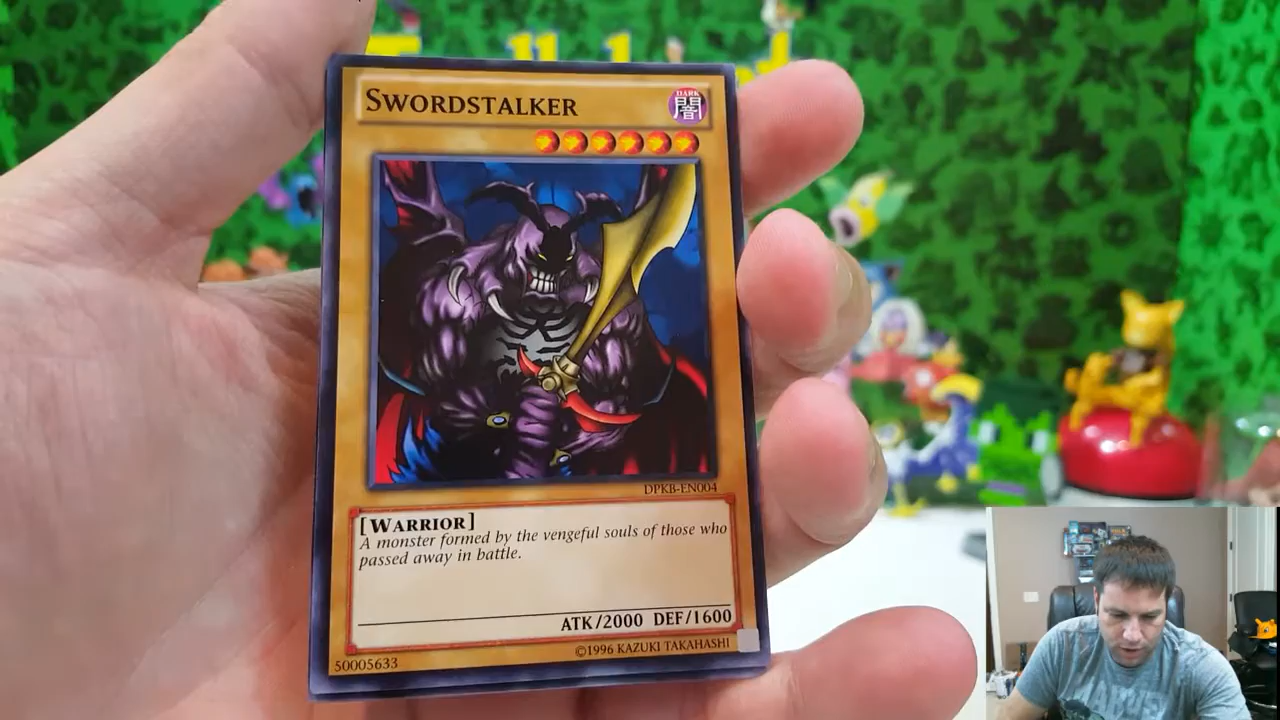 SWORDSTALKER
DARK
闇
DPKB-EN004
[WARRIOR]
A monster formed by the vengeful souls of those who
passed away in battle.
ATK/2000 DEF/1600
50005633
©1996 KAZUKI TAKAHASHI